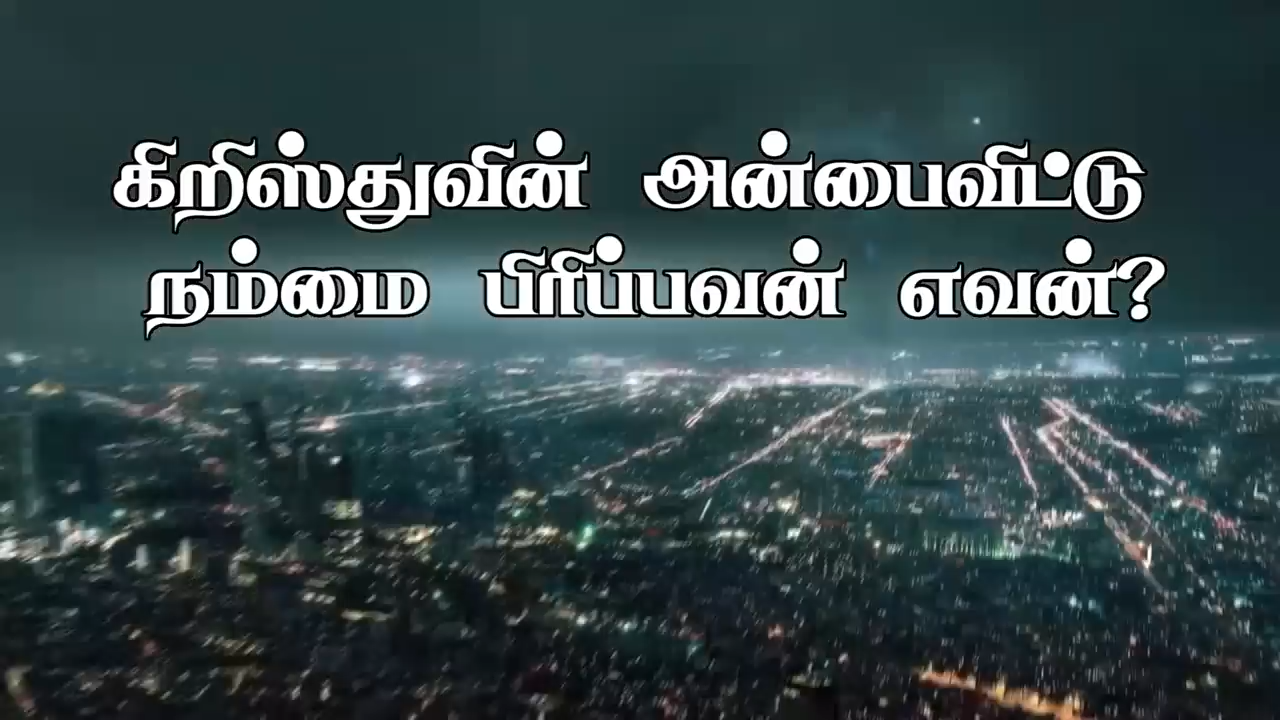 கிறிஸ்துவின் அன்பைவிட்டு
நம்மை பிரிப்பவன் எவன்?